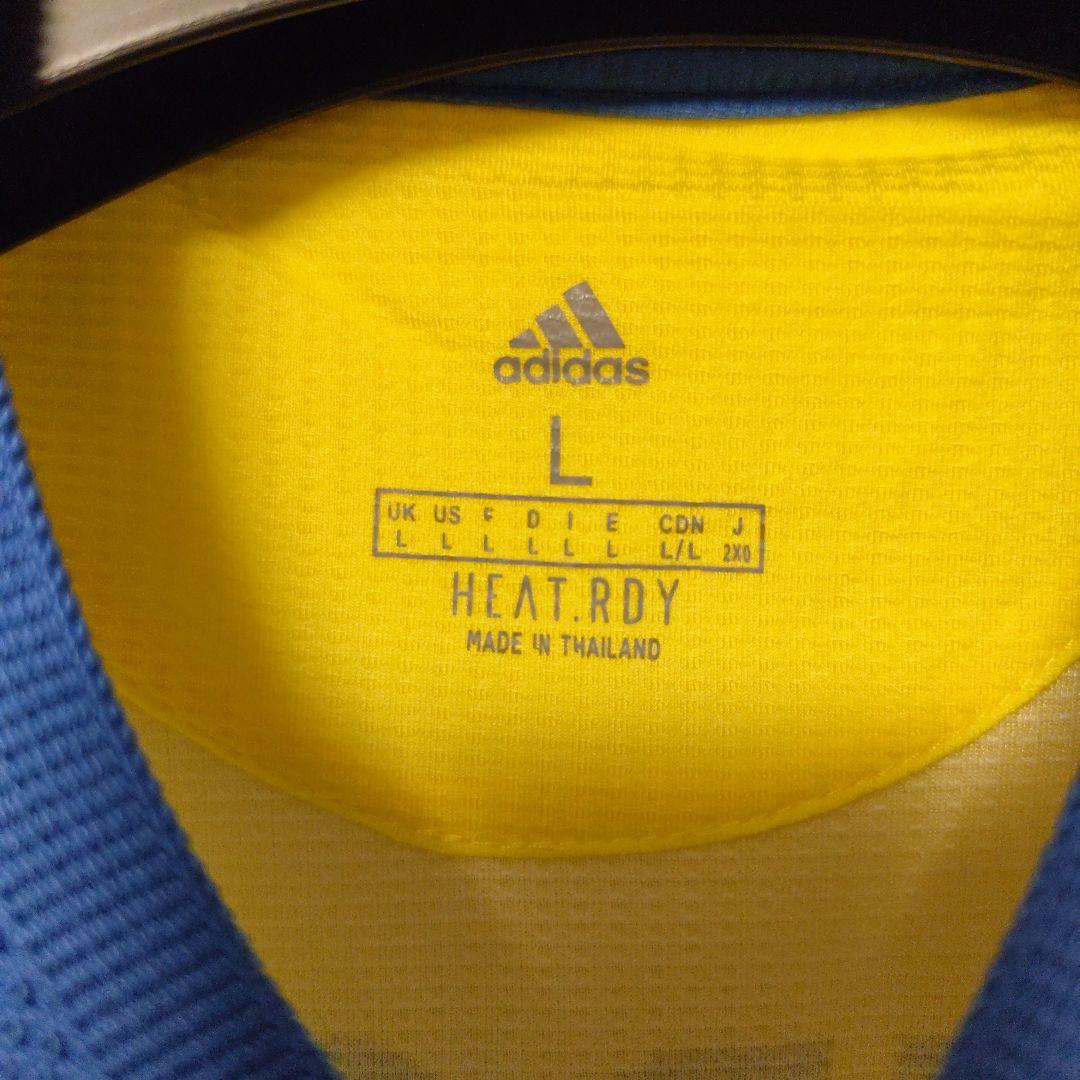 adidas
L
UK US F D I E CDN J
L L L L L L L/L 2XO
HEAT.RDY
MADE IN THAILAND